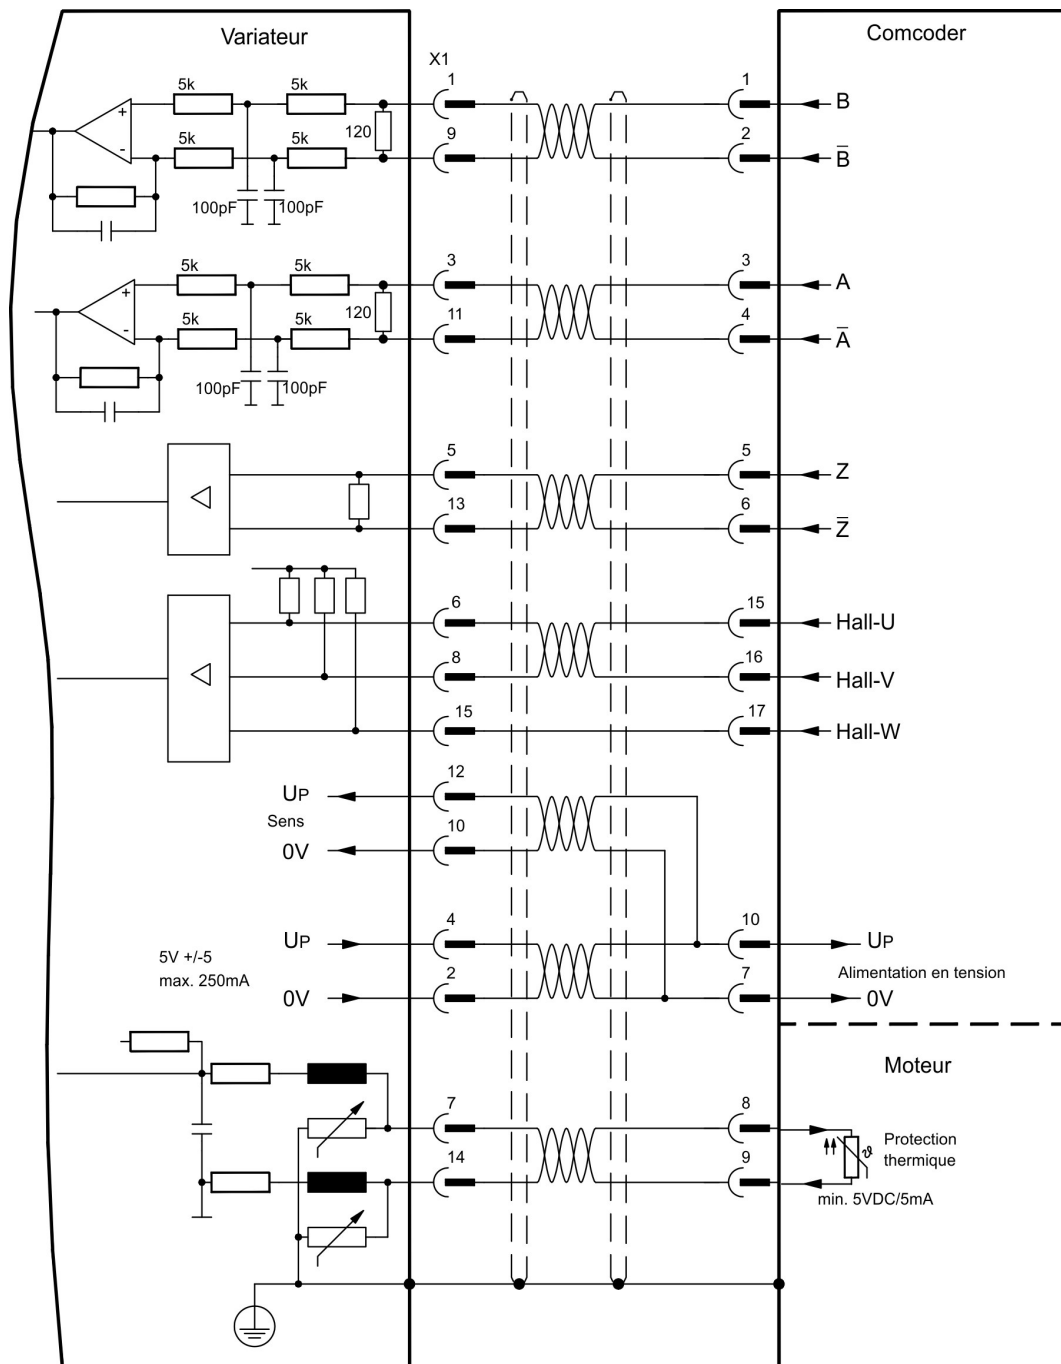 Variateur
Comcoder
X1
5k
5k
1
1
B
120
5k
5k
9
2
B̅
+
-
100pF
100pF
5k
5k
3
3
A
120
5k
5k
11
4
A̅
+
-
100pF
100pF
5
5
Z
13
6
Z̅
6
15
Hall-U
8
16
Hall-V
15
17
Hall-W
UP
12
Sens
0V
10
UP
4
10
UP
5V +/-5
max. 250mA
Alimentation en tension
0V
2
7
0V
Moteur
7
8
Protection
thermique
14
9
min. 5VDC/5mA